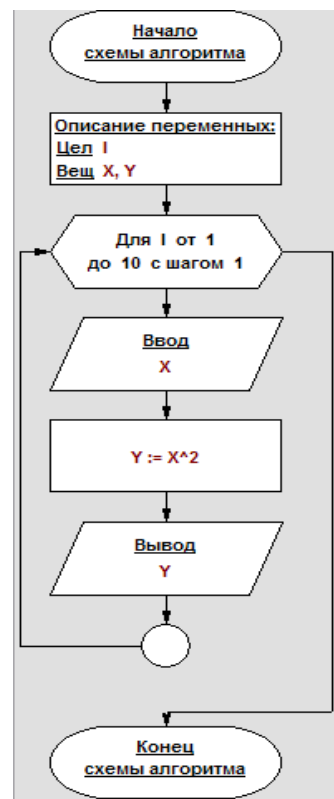 Начало
схемы алгоритма
Описание переменных:
Цел I
Вещ X, Y
Для I от 1
до 10 с шагом 1
Ввод
X
Y := X^2
Вывод
Y
Конец
схемы алгоритма